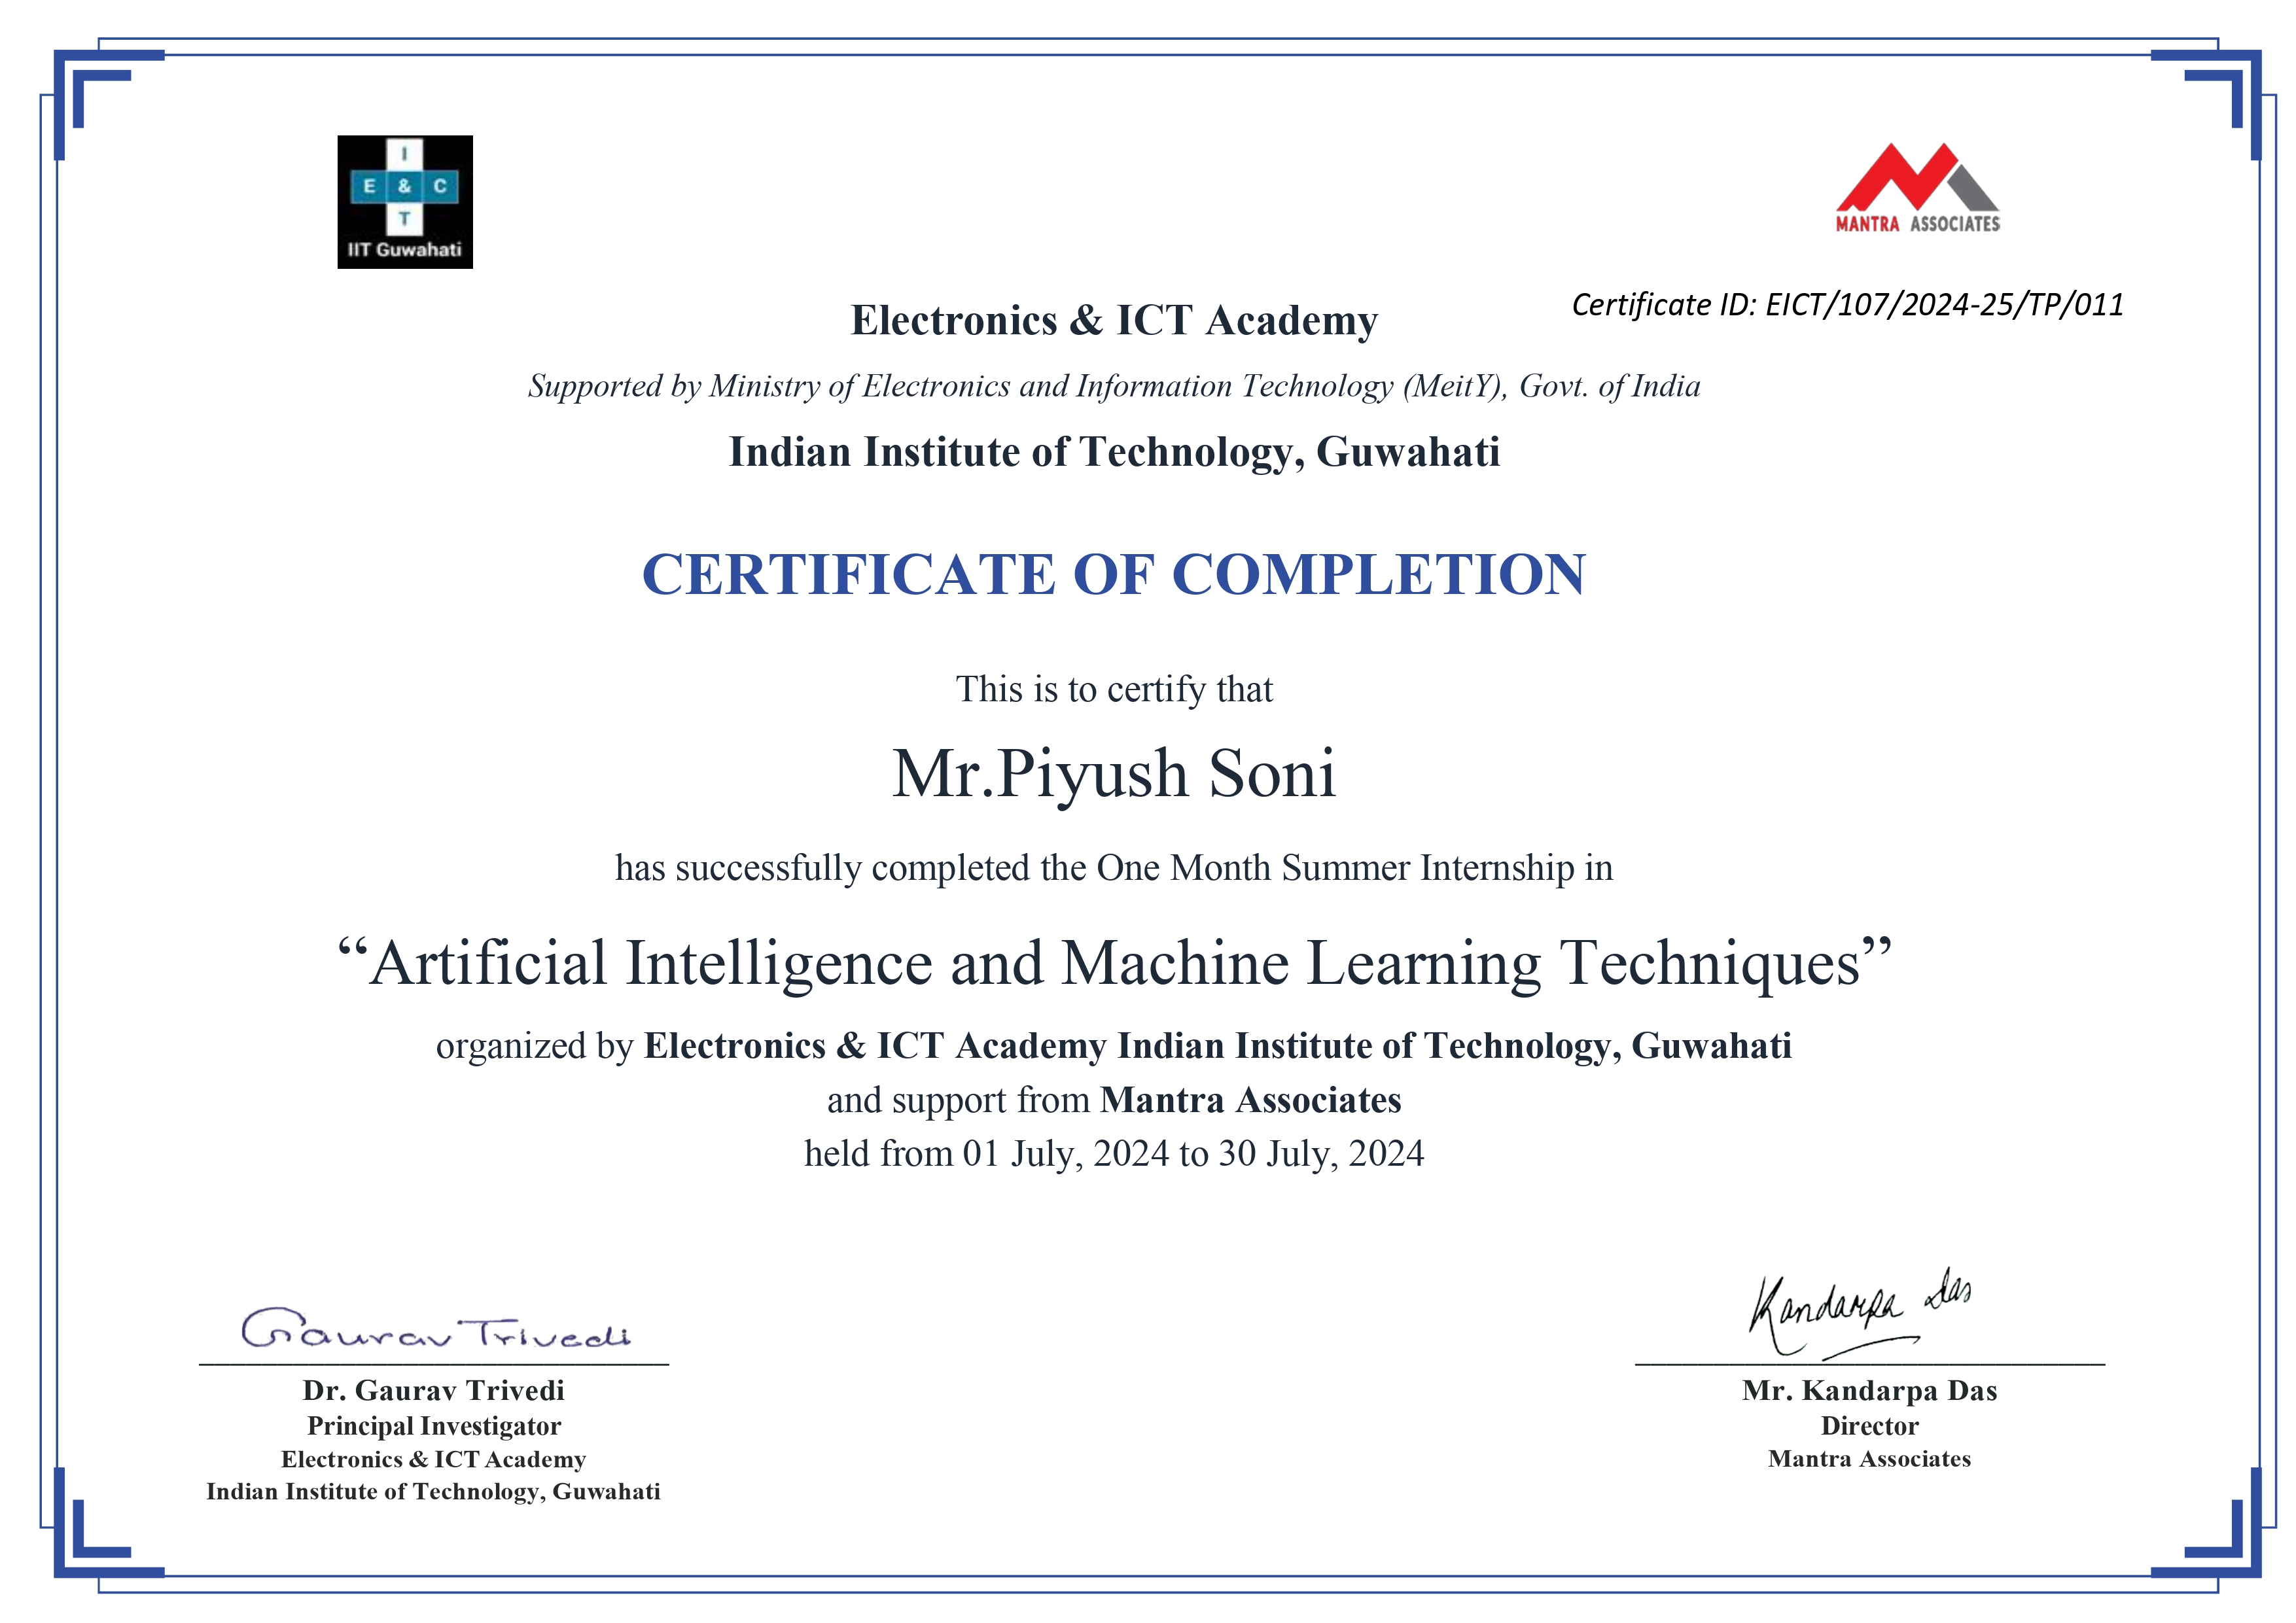 I
E & C
T
IIT Guwahati
MANTRA ASSOCIATES
Certificate ID: EICT/107/2024-25/TP/011
Electronics & ICT Academy
Supported by Ministry of Electronics and Information Technology (MeitY), Govt. of India
Indian Institute of Technology, Guwahati
CERTIFICATE OF COMPLETION
This is to certify that
Mr.Piyush Soni
has successfully completed the One Month Summer Internship in
“Artificial Intelligence and Machine Learning Techniques”
organized by Electronics & ICT Academy Indian Institute of Technology, Guwahati
and support from Mantra Associates
held from 01 July, 2024 to 30 July, 2024
Gaurav Trivedi
Dr. Gaurav Trivedi
Principal Investigator
Electronics & ICT Academy
Indian Institute of Technology, Guwahati
Kandarpa Das
Mr. Kandarpa Das
Director
Mantra Associates